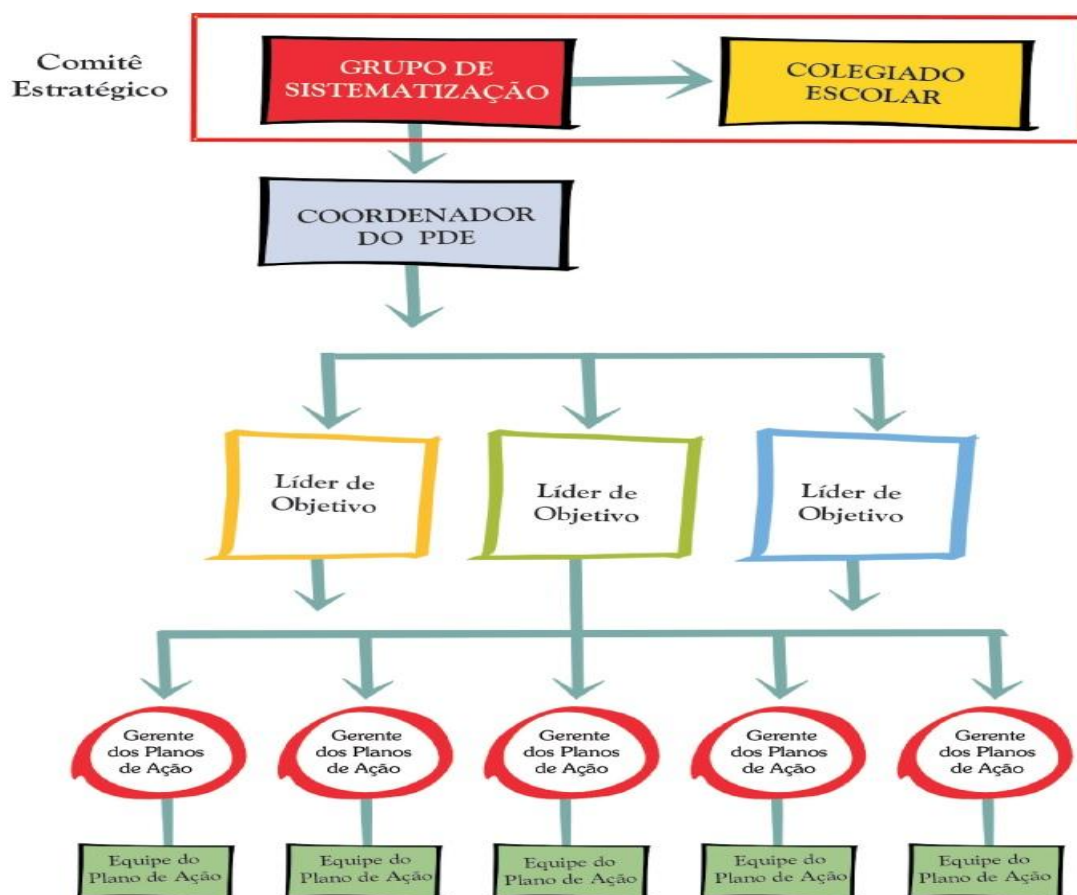 Comitê
Estratégico
GRUPO DE
SISTEMATIZAÇÃO
COLEGIADO
ESCOLAR
COORDENADOR
DO PDE
Líder de
Objetivo
Líder de
Objetivo
Líder de
Objetivo
Gerente
dos Planos
de Ação
Gerente
dos Planos
de Ação
Gerente
dos Planos
de Ação
Gerente
dos Planos
de Ação
Gerente
dos Planos
de Ação
Equipe do
Plano de Ação
Equipe do
Plano de Ação
Equipe do
Plano de Ação
Equipe do
Plano de Ação
Equipe do
Plano de Ação